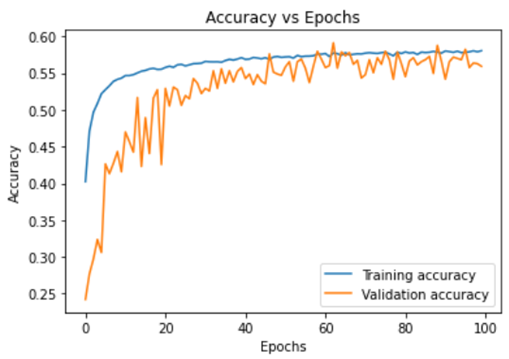 Accuracy vs Epochs
0.60
0.55
0.50
0.45
0.40
0.35
0.30
0.25
Accuracy
Training accuracy
Validation accuracy
0 20 40 60 80 100
Epochs